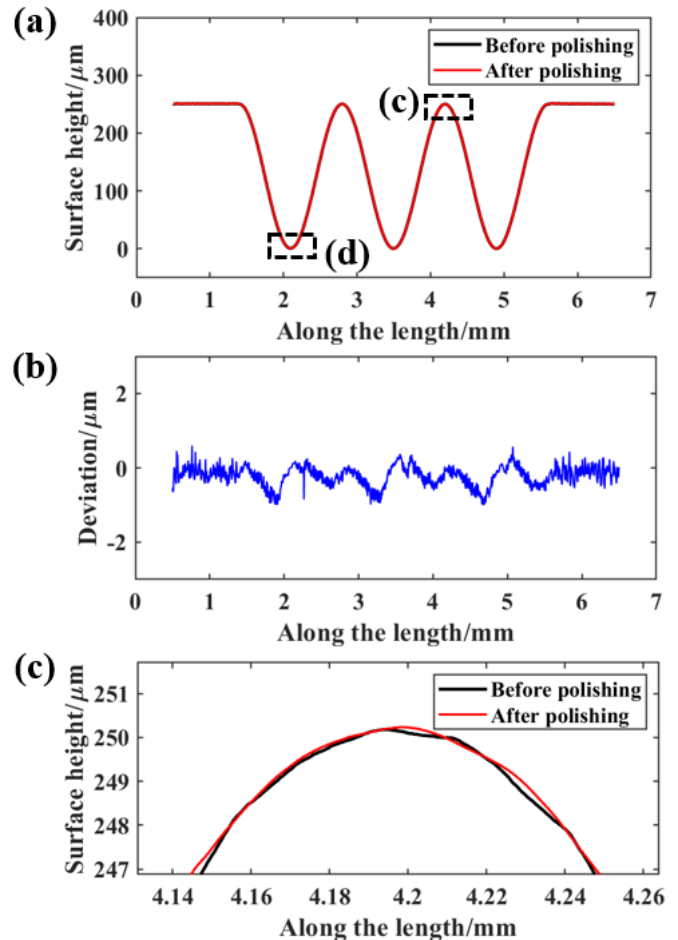 (a)
Surface height/μm
400
300
200
100
0
Before polishing
After polishing
(c)
(d)
0 1 2 3 4 5 6 7
Along the length/mm
(b)
Deviation/μm
2
0
-2
0 1 2 3 4 5 6 7
Along the length/mm
(c)
Surface height/μm
251
250
249
248
247
Before polishing
After polishing
4.14 4.16 4.18 4.2 4.22 4.24 4.26
Along the length/mm